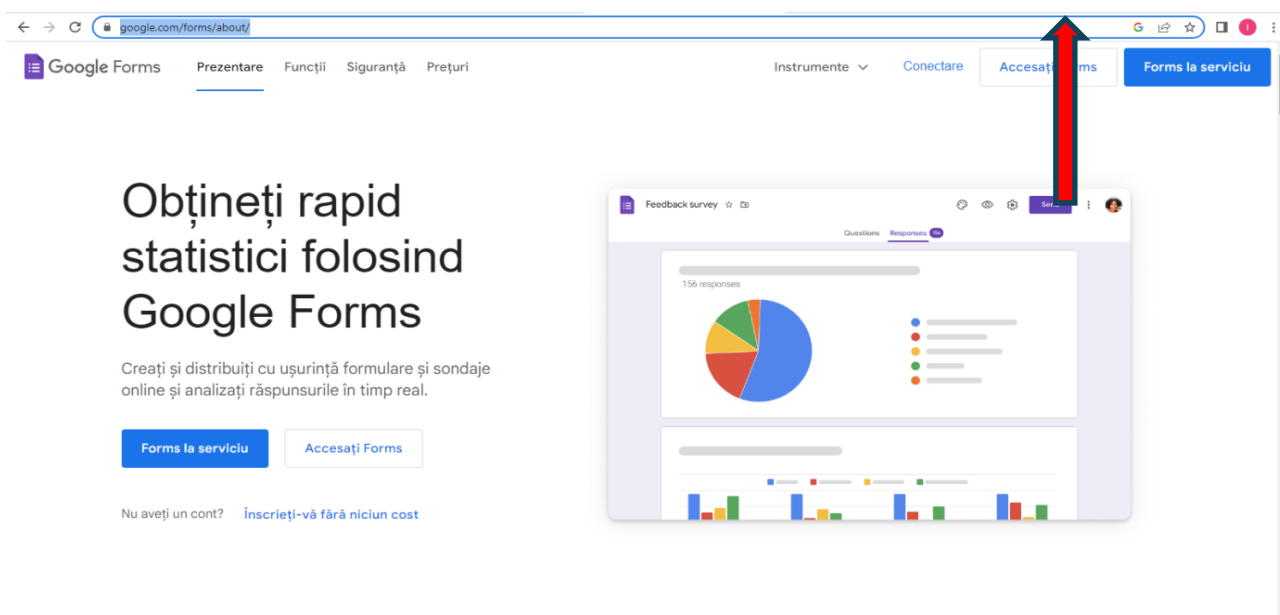 google.com/forms/about/
Google Forms Prezentare Funcții Siguranță Prețuri Instrumente Conectare Accesați Forms la serviciu
Obțineți rapid
statistici folosind
Google Forms
Creați și distribuiți cu ușurință formulare și sondaje
online și analizați răspunsurile în timp real.
Forms la serviciu Accesați Forms
Nu aveți un cont? Înscrieți-vă fără niciun cost
Feedback survey
Questions Responses
156 responses